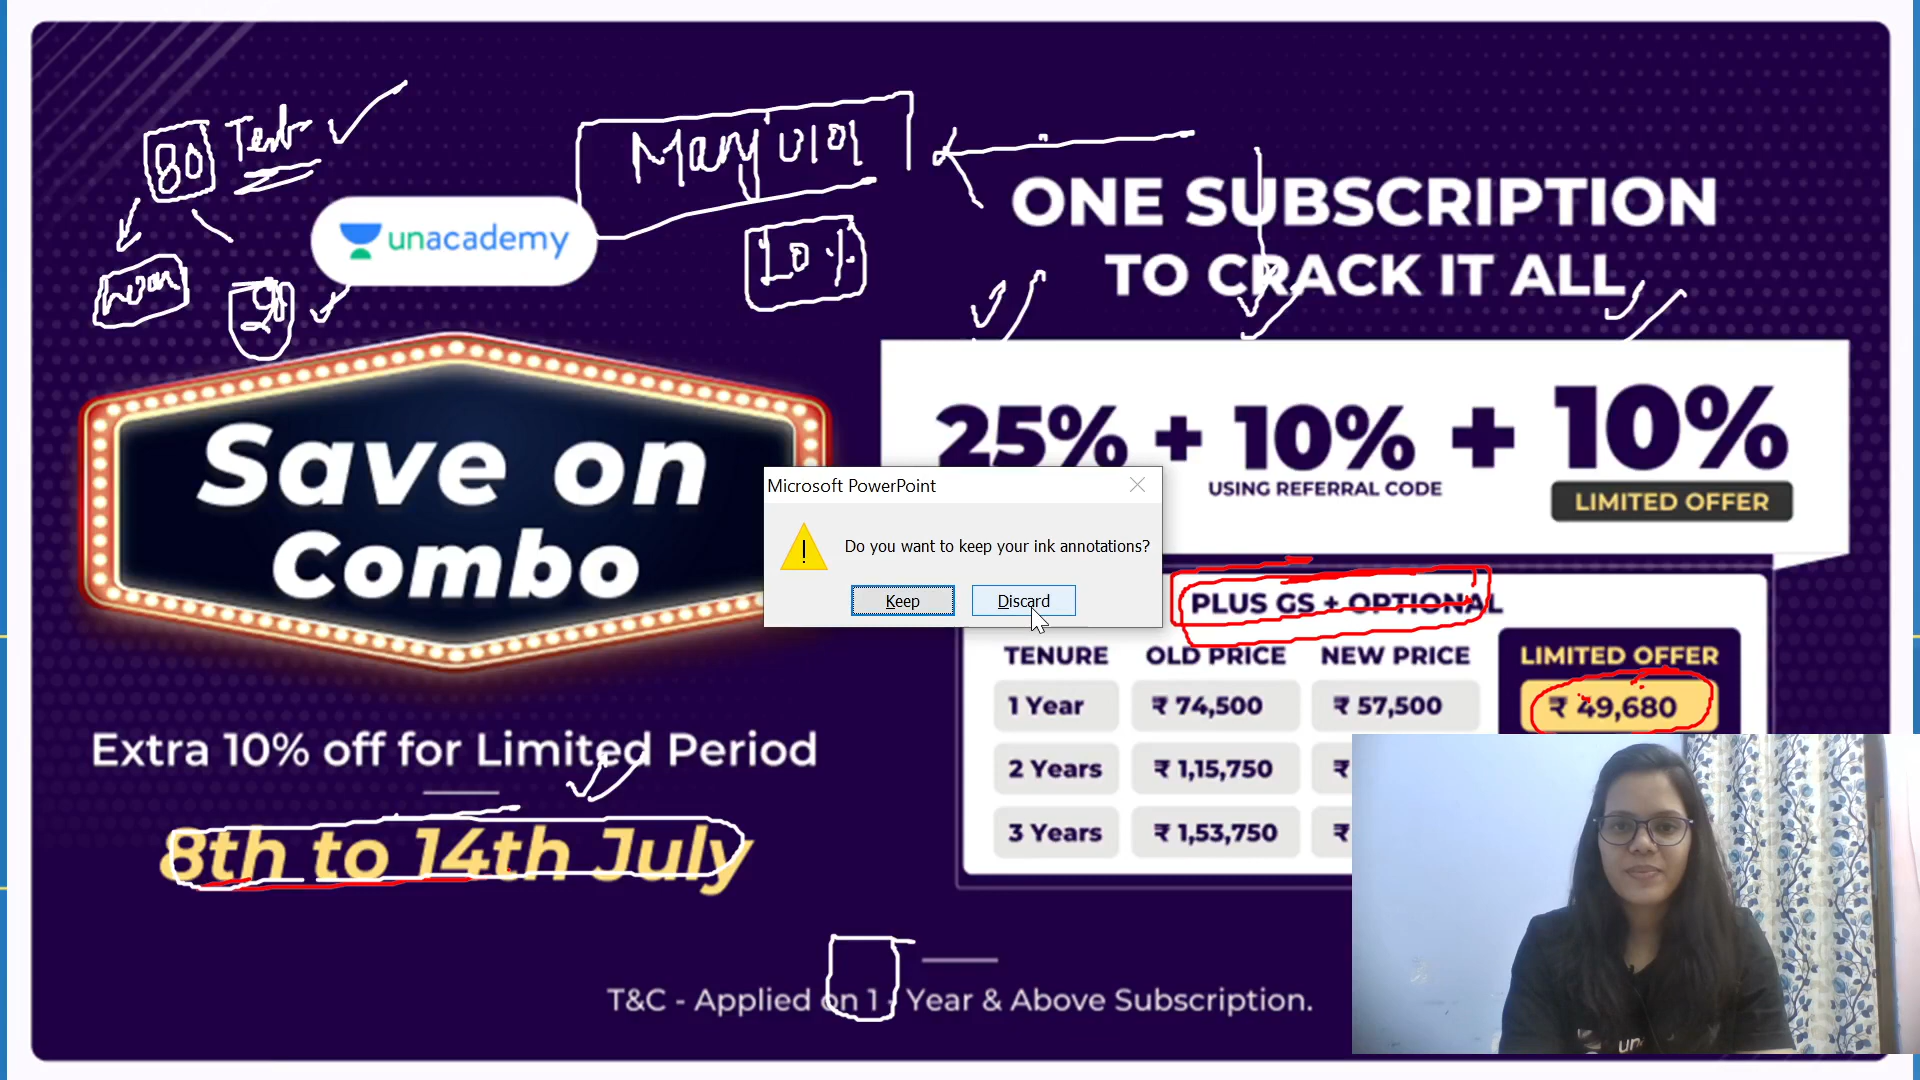 80 Test
Manju0101
10%
unacademy
ONE SUBSCRIPTION
TO CRACK IT ALL
Save on
Combo
25% + 10% + 10%
USING REFERRAL CODE
LIMITED OFFER
Microsoft PowerPoint
Do you want to keep your ink annotations?
Keep Discard
PLUS GS + OPTIONAL
TENURE OLD PRICE NEW PRICE LIMITED OFFER
1 Year ₹ 74,500 ₹ 57,500 ₹ 49,680
2 Years ₹ 1,15,750 ₹
3 Years ₹ 1,53,750 ₹
Extra 10% off for Limited Period
8th to 14th July
T&C - Applied on 1 - Year & Above Subscription.